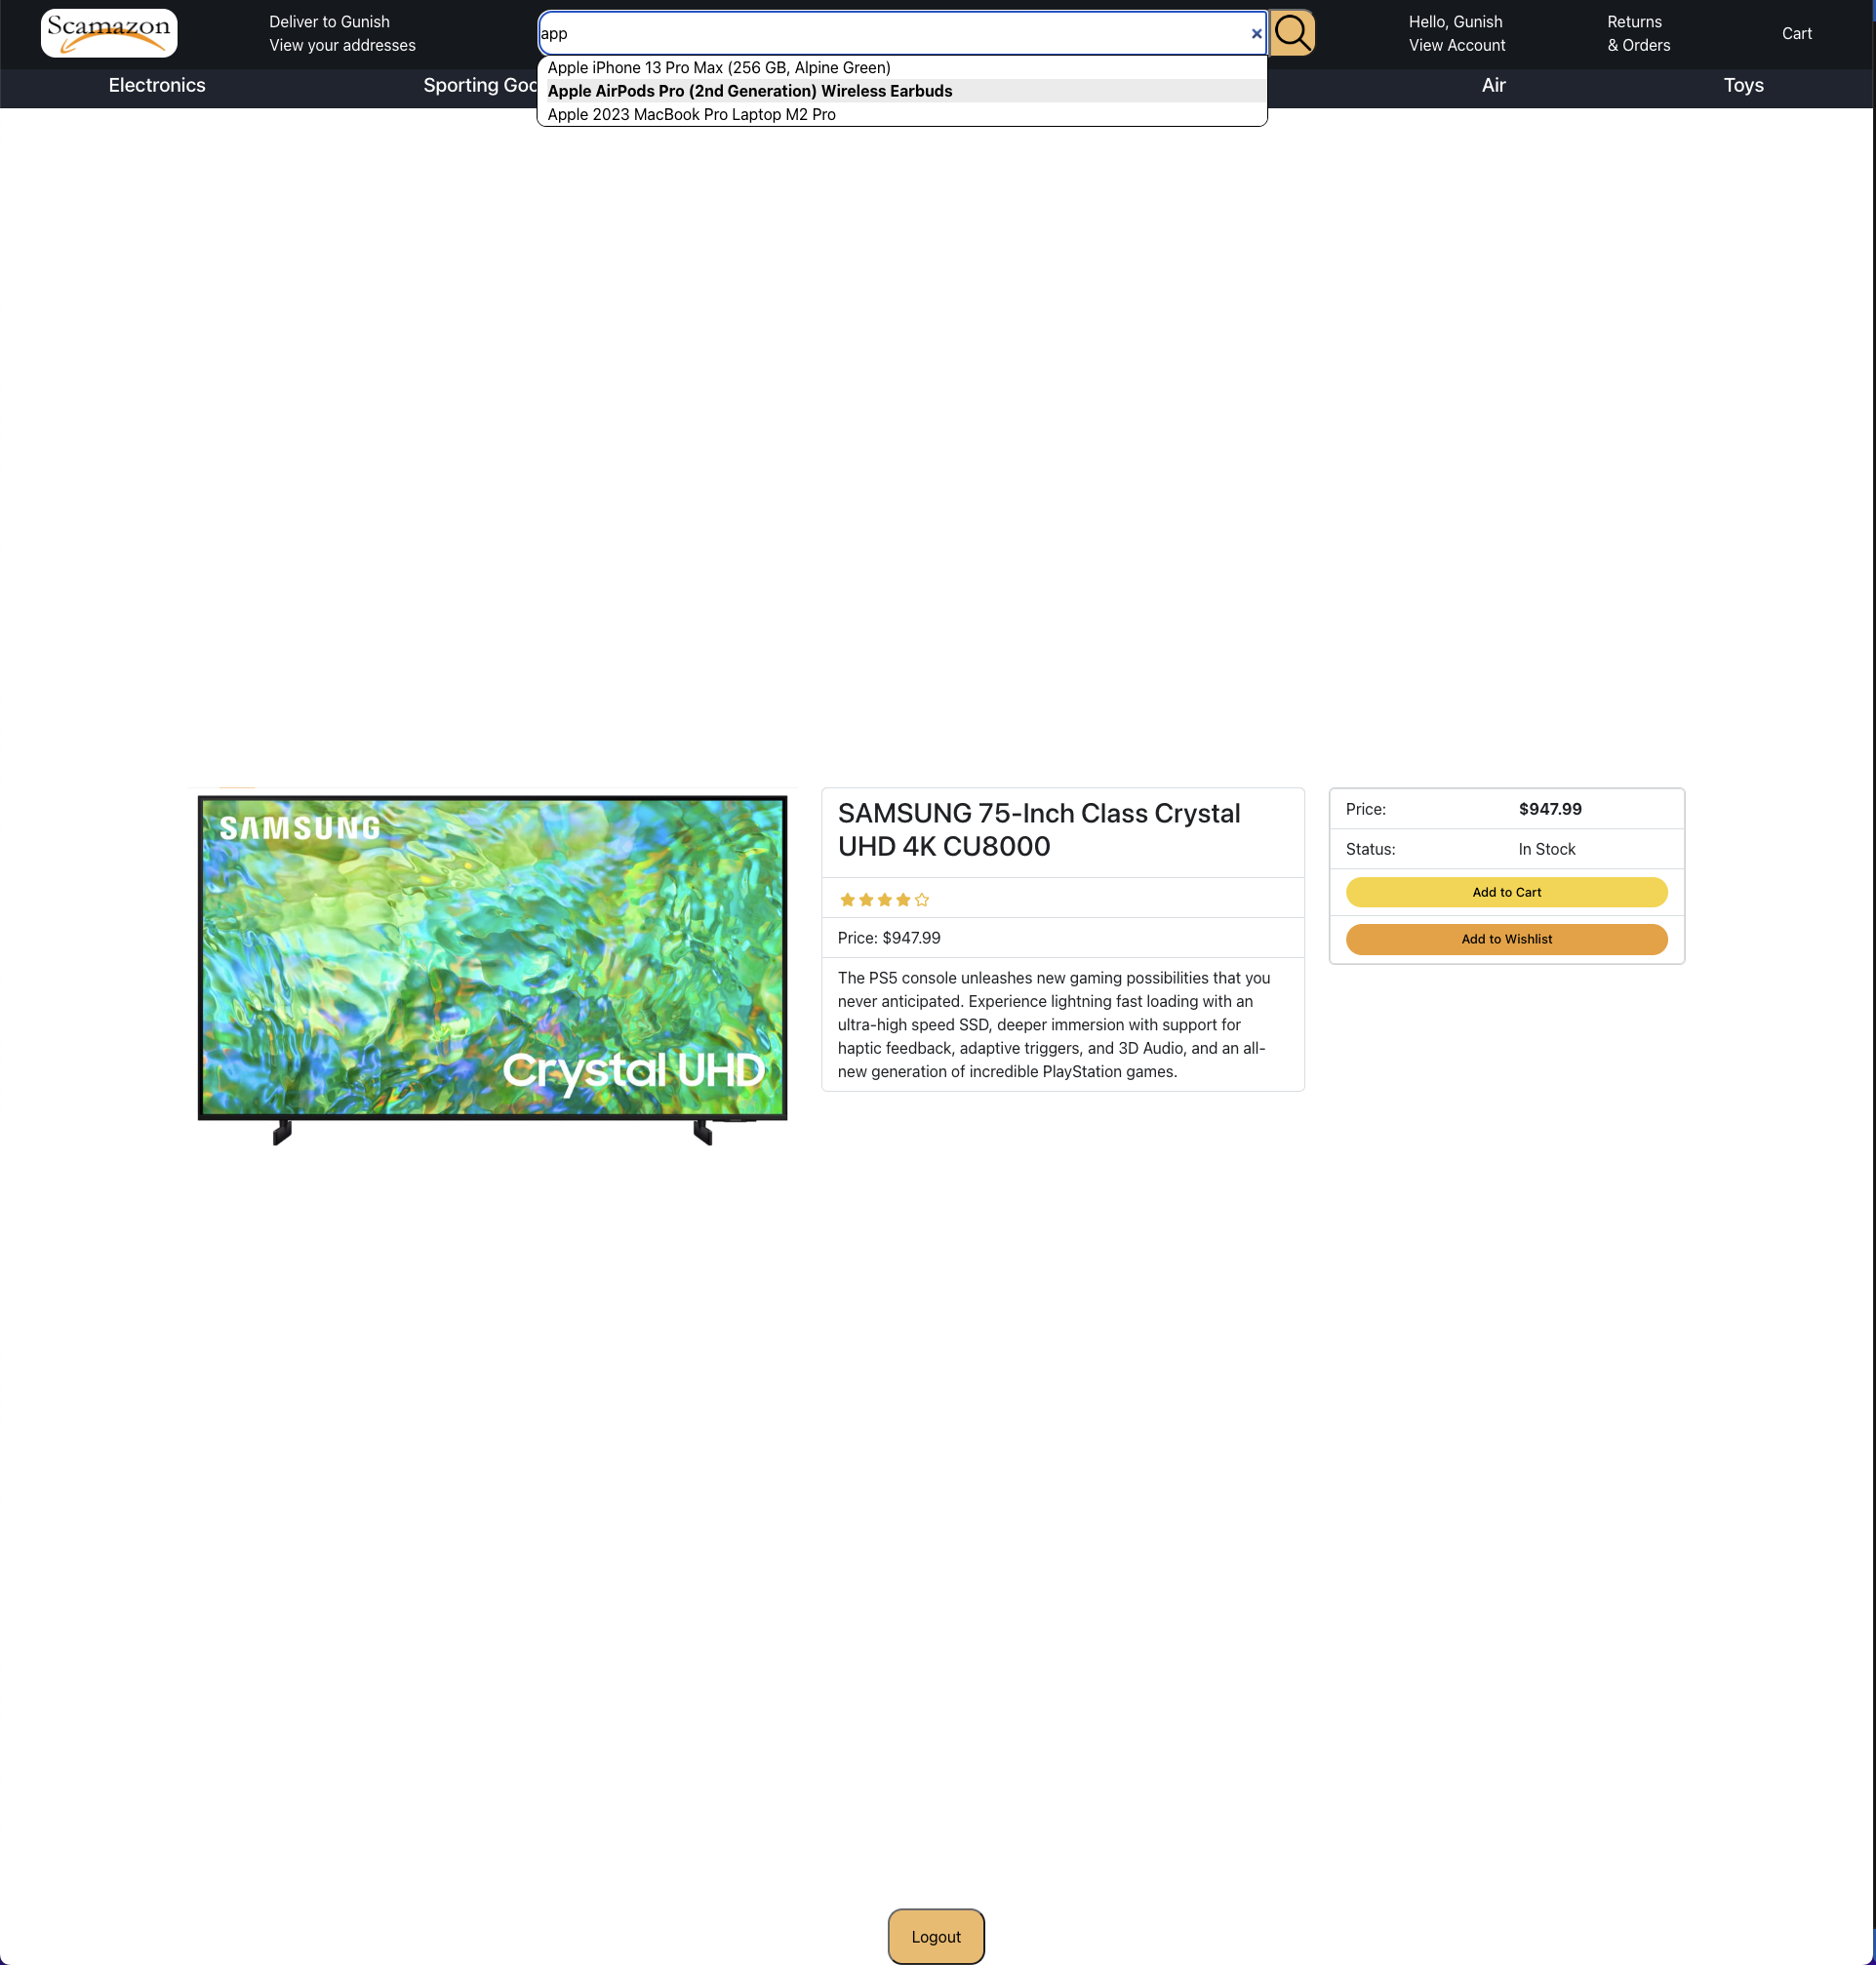 Scamazon
Deliver to Gunish
View your addresses
app
Hello, Gunish
View Account
Returns
& Orders
Cart
Apple iPhone 13 Pro Max (256 GB, Alpine Green)
Apple AirPods Pro (2nd Generation) Wireless Earbuds
Apple 2023 MacBook Pro Laptop M2 Pro
Electronics
Sporting Goo
Air
Toys
SAMSUNG
Crystal UHD
SAMSUNG 75-Inch Class Crystal
UHD 4K CU8000
Price: $947.99
The PS5 console unleashes new gaming possibilities that you
never anticipated. Experience lightning fast loading with an
ultra-high speed SSD, deeper immersion with support for
haptic feedback, adaptive triggers, and 3D Audio, and an all-
new generation of incredible PlayStation games.
Price: $947.99
Status: In Stock
Add to Cart
Add to Wishlist
Logout